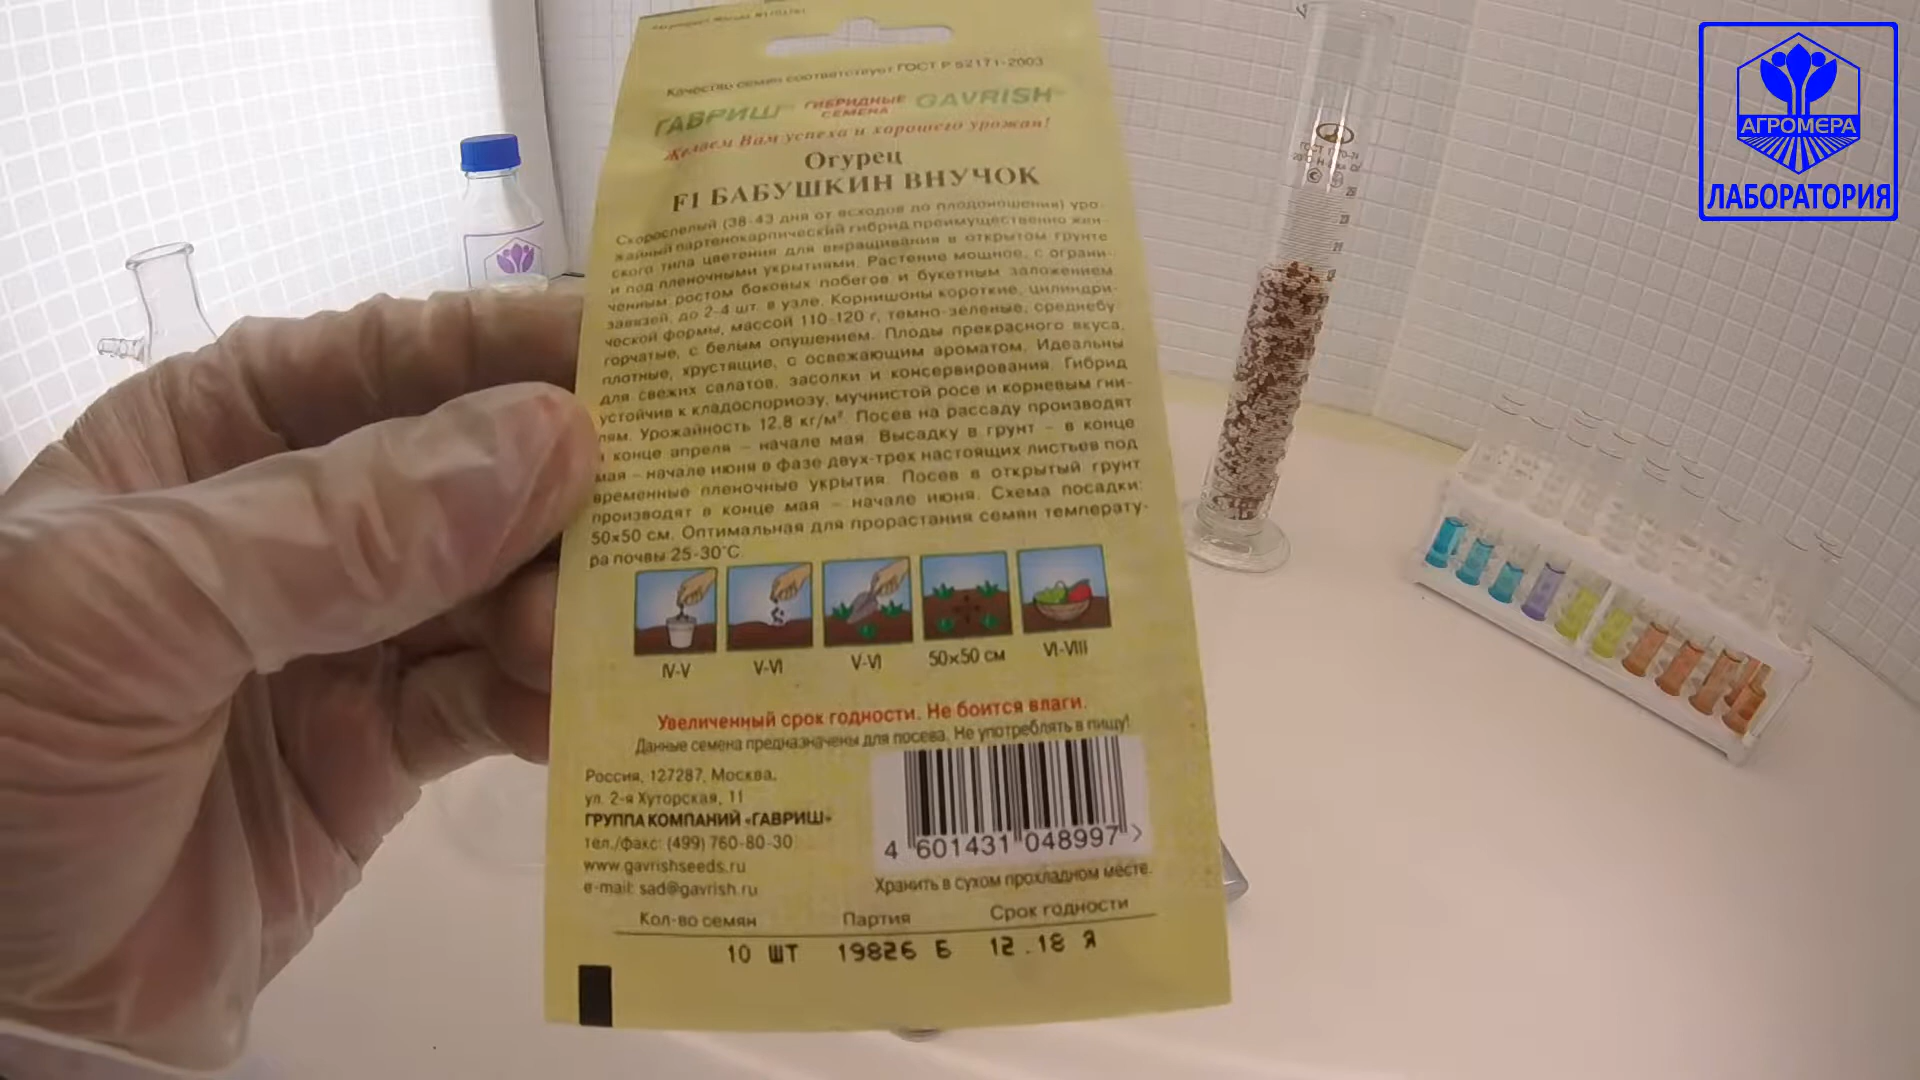 Качество семян соответствует ГОСТ Р 52171-2003
ГАВРИШ ГИБРИДНЫЕ СЕМЕНА GAVRISH
Желаем Вам успеха и хорошего урожая!
Огурец
F1 БАБУШКИН ВНУЧОК
Скороспелый (38-43 дня от всходов до плодоношения) уро-
жайный партенокарпический гибрид преимущественно жен-
ского типа цветения для выращивания в открытом грунте
и под пленочными укрытиями. Растение мощное, с ограни-
ченным ростом боковых побегов и букетным заложением
завязей, до 2-4 шт. в узле. Корнишоны короткие, цилиндри-
ческой формы, массой 110-120 г, темно-зеленые, среднебу-
горчатые, с белым опушением. Плоды прекрасного вкуса,
плотные, хрустящие, с освежающим ароматом. Идеальны
для свежих салатов, засолки и консервирования. Гибрид
устойчив к кладоспориозу, мучнистой росе и корневым гни-
лям. Урожайность 12,8 кг/м². Посев на рассаду производят
в конце апреля – начале мая. Высадку в грунт – в конце
мая – начале июня в фазе двух-трех настоящих листьев под
временные пленочные укрытия. Посев в открытый грунт
производят в конце мая – начале июня. Схема посадки:
50х50 см. Оптимальная для прорастания семян температу-
ра почвы 25-30°С.
IV-V V-VI V-VI 50×50 см VI-VIII
Увеличенный срок годности. Не боится влаги.
Данные семена предназначены для посева. Не употреблять в пищу!
Россия, 127287, Москва,
ул. 2-я Хуторская, 11
ГРУППА КОМПАНИЙ «ГАВРИШ»
тел./факс: (499) 760-80-30
www.gavrishseeds.ru
e-mail: sad@gavrish.ru
4 601431 048997 >
Хранить в сухом прохладном месте.
Кол-во семян Партия Срок годности
10 ШТ 19826 Б 12.18 Я
АГРОМЕРА
ЛАБОРАТОРИЯ